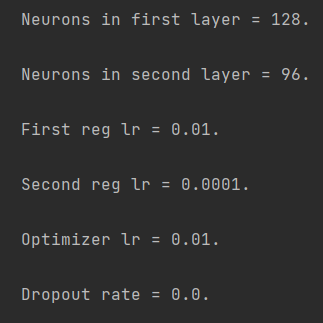 Neurons in first layer = 128.
Neurons in second layer = 96.
First reg lr = 0.01.
Second reg lr = 0.0001.
Optimizer lr = 0.01.
Dropout rate = 0.0.